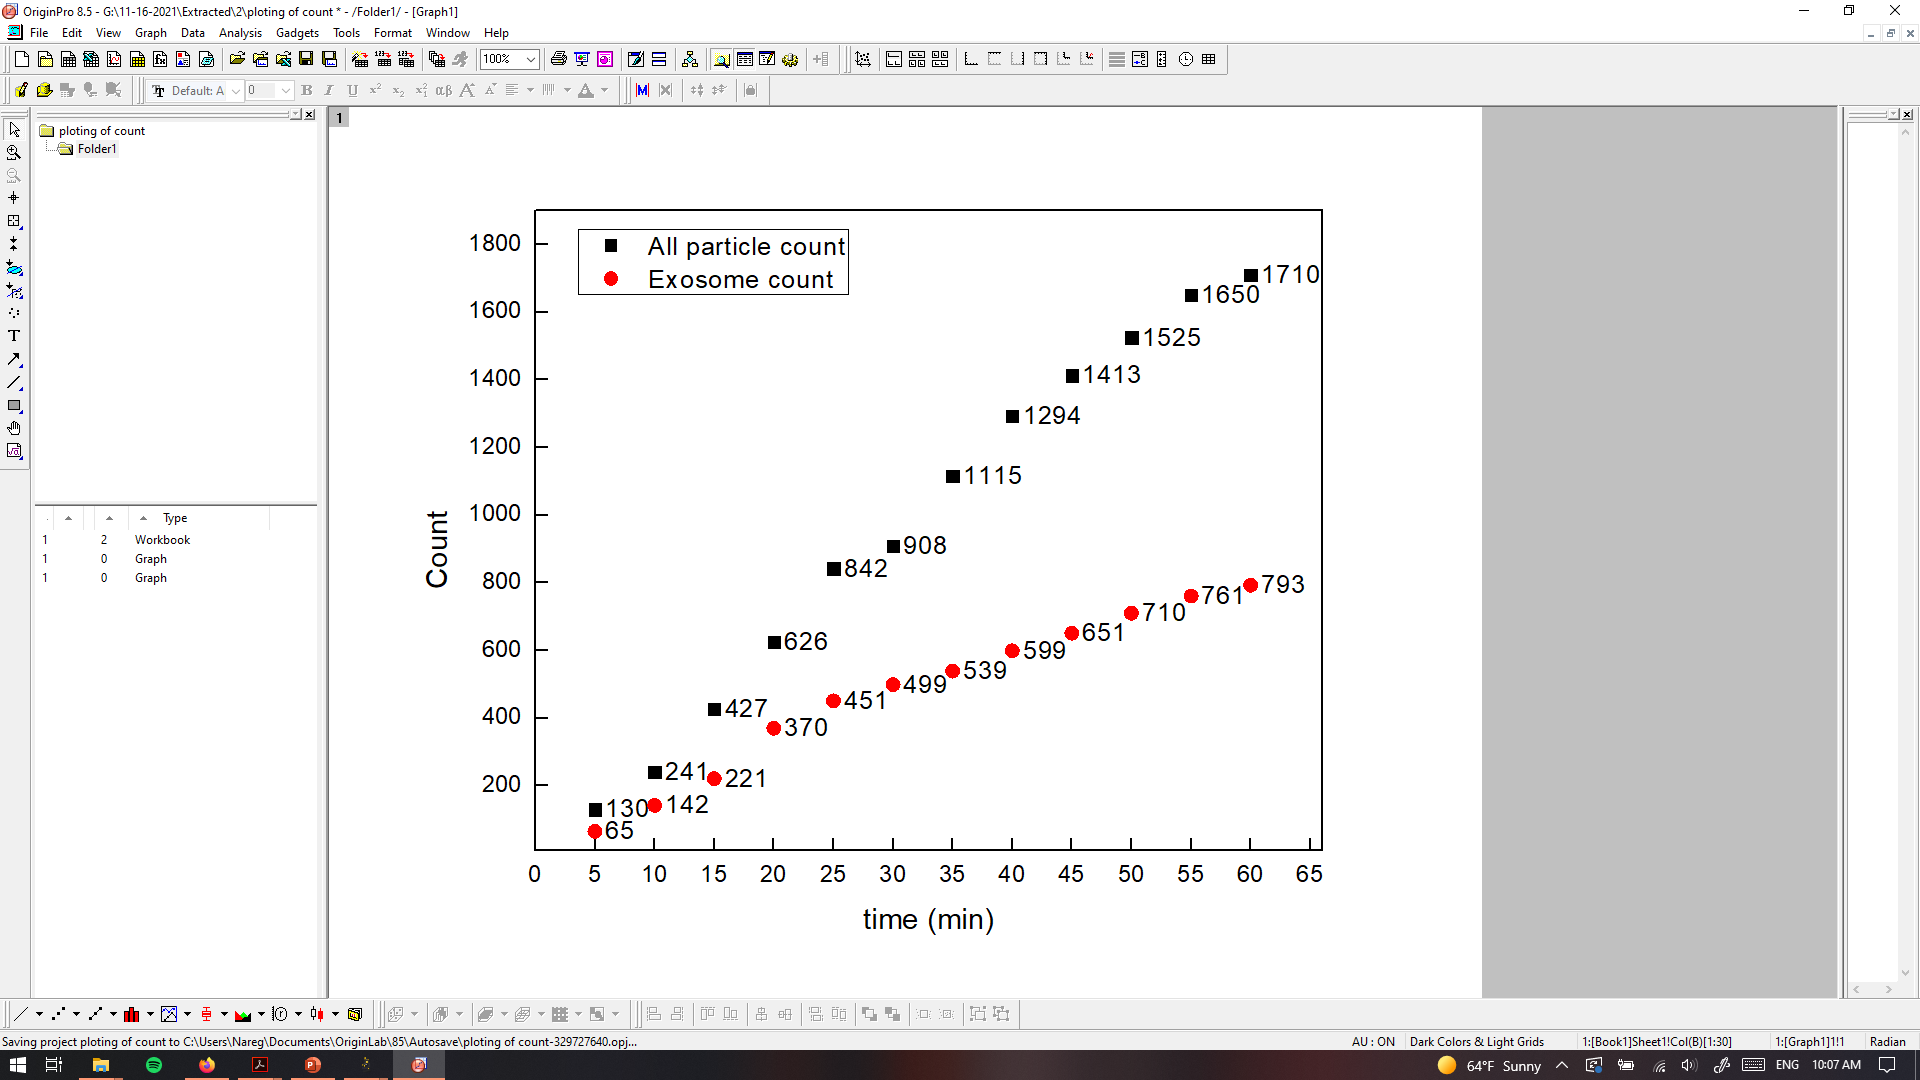 OriginPro 8.5 - G:\11-16-2021\Extracted\2\ploting of count * - /Folder1/ - [Graph1]
File Edit View Graph Data Analysis Gadgets Tools Format Window Help
100%
Default: A 0 B I U
ploting of count
Folder1
Type
1 2 Workbook
1 0 Graph
1 0 Graph
1
All particle count
Exosome count
1800
1600
1400
1200
1000
800
600
400
200
Count
1710
1650
1525
1413
1294
1115
908
842
626
427
241
130
793
761
710
651
599
539
499
451
370
221
142
65
0 5 10 15 20 25 30 35 40 45 50 55 60 65
time (min)
Saving project ploting of count to C:\Users\Nareg\Documents\OriginLab\85\Autosave\ploting of count-329727640.opj...
AU : ON Dark Colors & Light Grids 1:[Book1]Sheet1!Col(B)[1:30] 1:[Graph1]1!1 Radian
64°F Sunny ENG 10:07 AM